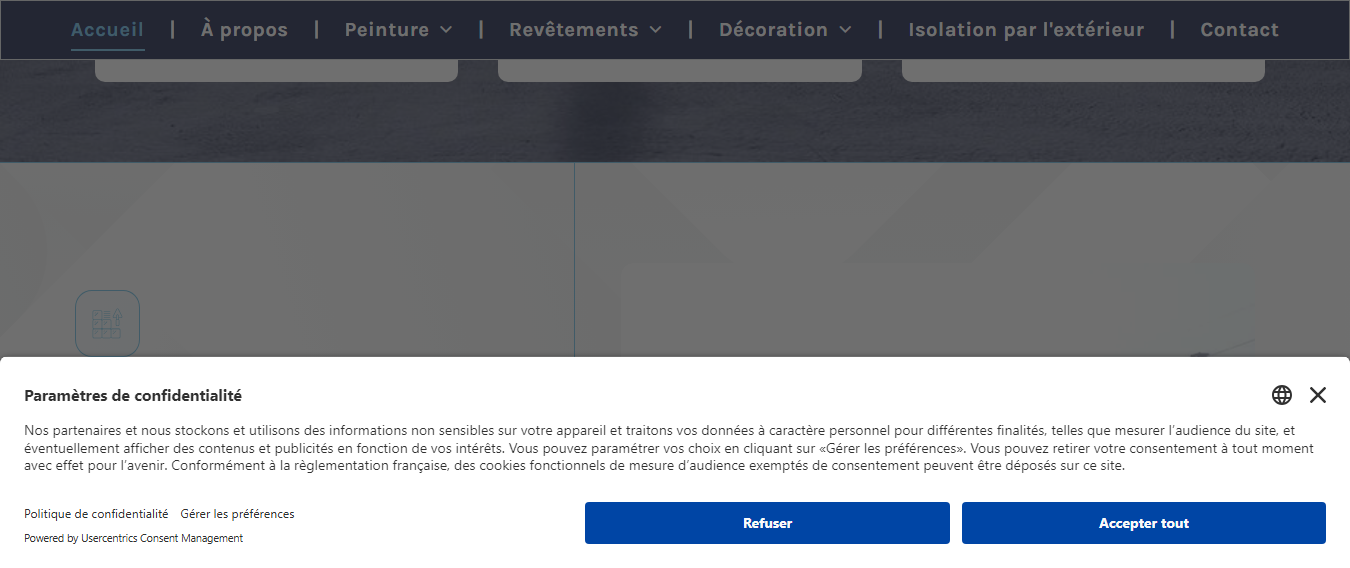 Accueil | À propos | Peinture | Revêtements | Décoration | Isolation par l'extérieur | Contact
Paramètres de confidentialité
Nos partenaires et nous stockons et utilisons des informations non sensibles sur votre appareil et traitons vos données à caractère personnel pour différentes finalités, telles que mesurer l’audience du site, et
éventuellement afficher des contenus et publicités en fonction de vos intérêts. Vous pouvez paramétrer vos choix en cliquant sur «Gérer les préférences». Vous pouvez retirer votre consentement à tout moment
avec effet pour l’avenir. Conformément à la règlementation française, des cookies fonctionnels de mesure d’audience exemptés de consentement peuvent être déposés sur ce site.
Politique de confidentialité Gérer les préférences
Powered by Usercentrics Consent Management
Refuser
Accepter tout